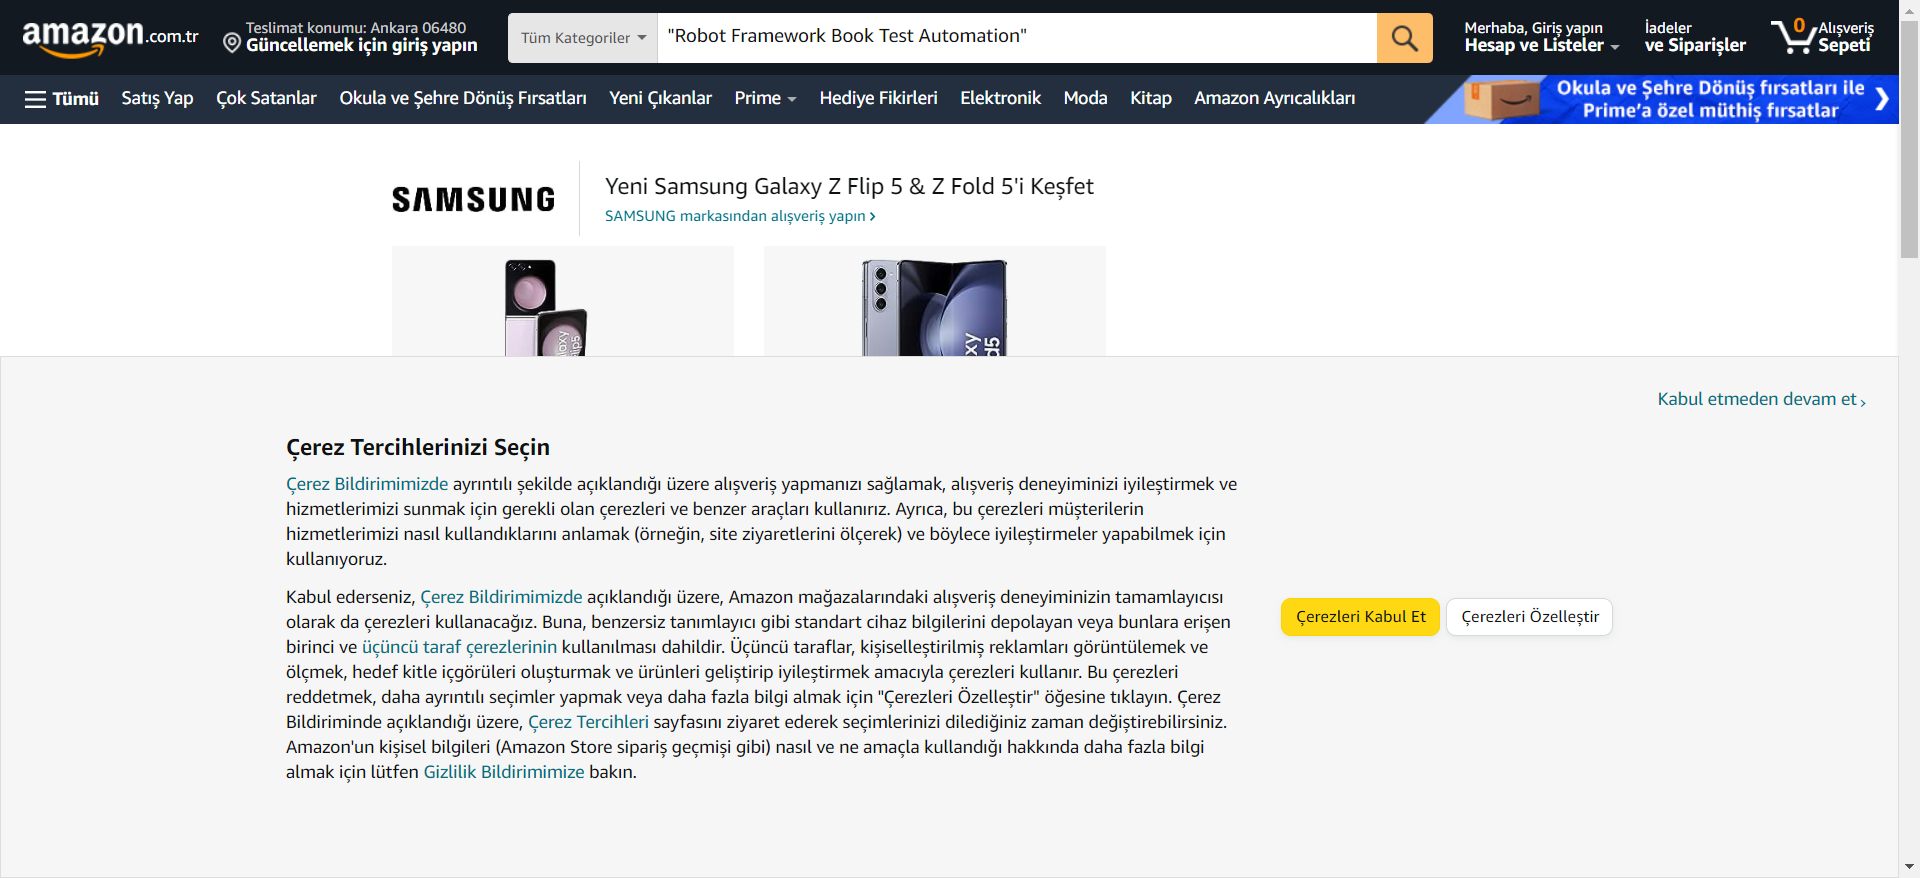 amazon.com.tr
Teslimat konumu: Ankara 06480
Güncellemek için giriş yapın
Tüm Kategoriler
"Robot Framework Book Test Automation"
Merhaba, Giriş yapın
Hesap ve Listeler
İadeler
ve Siparişler
0
Alışveriş
Sepeti
Tümü
Satış Yap
Çok Satanlar
Okula ve Şehre Dönüş Fırsatları
Yeni Çıkanlar
Prime
Hediye Fikirleri
Elektronik
Moda
Kitap
Amazon Ayrıcalıkları
Okula ve Şehre Dönüş fırsatları ile
Prime'a özel müthiş fırsatlar
SAMSUNG
Yeni Samsung Galaxy Z Flip 5 & Z Fold 5'i Keşfet
SAMSUNG markasından alışveriş yapın ›
Kabul etmeden devam et ›
Çerez Tercihlerinizi Seçin
Çerez Bildirimimizde ayrıntılı şekilde açıklandığı üzere alışveriş yapmanızı sağlamak, alışveriş deneyiminizi iyileştirmek ve
hizmetlerimizi sunmak için gerekli olan çerezleri ve benzer araçları kullanırız. Ayrıca, bu çerezleri müşterilerin
hizmetlerimizi nasıl kullandıklarını anlamak (örneğin, site ziyaretlerini ölçerek) ve böylece iyileştirmeler yapabilmek için
kullanıyoruz.
Kabul ederseniz, Çerez Bildirimimizde açıklandığı üzere, Amazon mağazalarındaki alışveriş deneyiminizin tamamlayıcısı
olarak da çerezleri kullanacağız. Buna, benzersiz tanımlayıcı gibi standart cihaz bilgilerini depolayan veya bunlara erişen
birinci ve üçüncü taraf çerezlerinin kullanılması dahildir. Üçüncü taraflar, kişiselleştirilmiş reklamları görüntülemek ve
ölçmek, hedef kitle içgörüleri oluşturmak ve ürünleri geliştirip iyileştirmek amacıyla çerezleri kullanır. Bu çerezleri
reddetmek, daha ayrıntılı seçimler yapmak veya daha fazla bilgi almak için "Çerezleri Özelleştir" öğesine tıklayın. Çerez
Bildiriminde açıklandığı üzere, Çerez Tercihleri sayfasını ziyaret ederek seçimlerinizi dilediğiniz zaman değiştirebilirsiniz.
Amazon'un kişisel bilgileri (Amazon Store sipariş geçmişi gibi) nasıl ve ne amaçla kullandığı hakkında daha fazla bilgi
almak için lütfen Gizlilik Bildirimimize bakın.
Çerezleri Kabul Et
Çerezleri Özelleştir